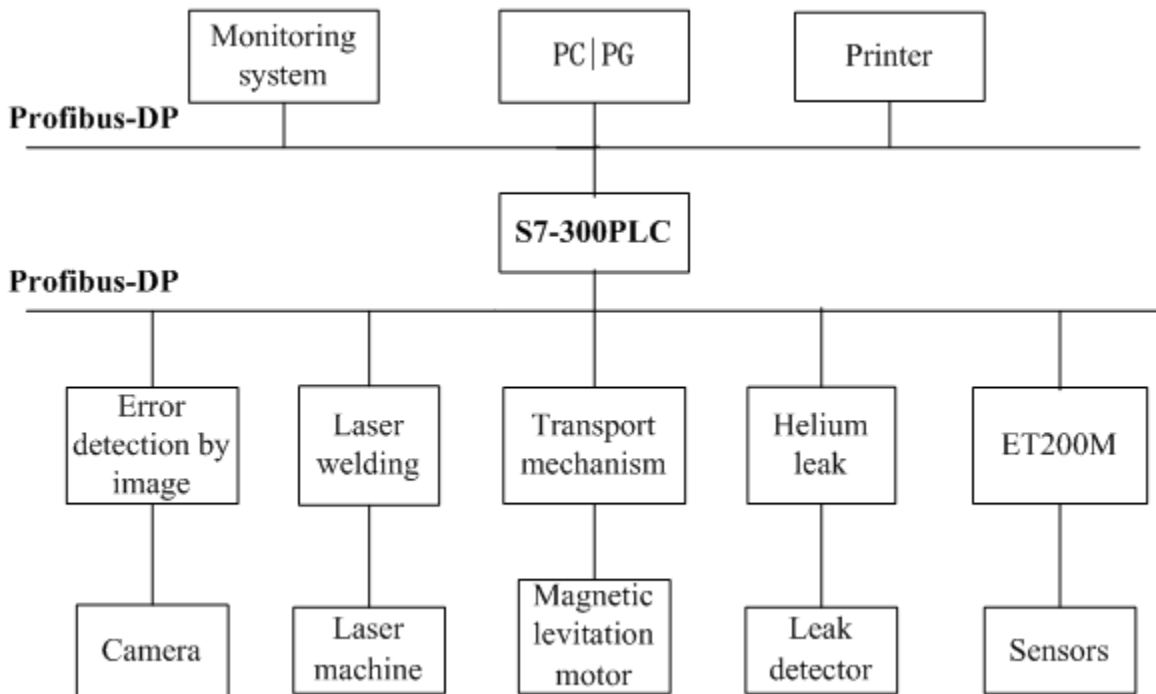 Monitoring
system
PC|PG
Printer
Profibus-DP
S7-300PLC
Profibus-DP
Error
detection by
image
Laser
welding
Transport
mechanism
Helium
leak
ET200M
Camera
Laser
machine
Magnetic
levitation
motor
Leak
detector
Sensors